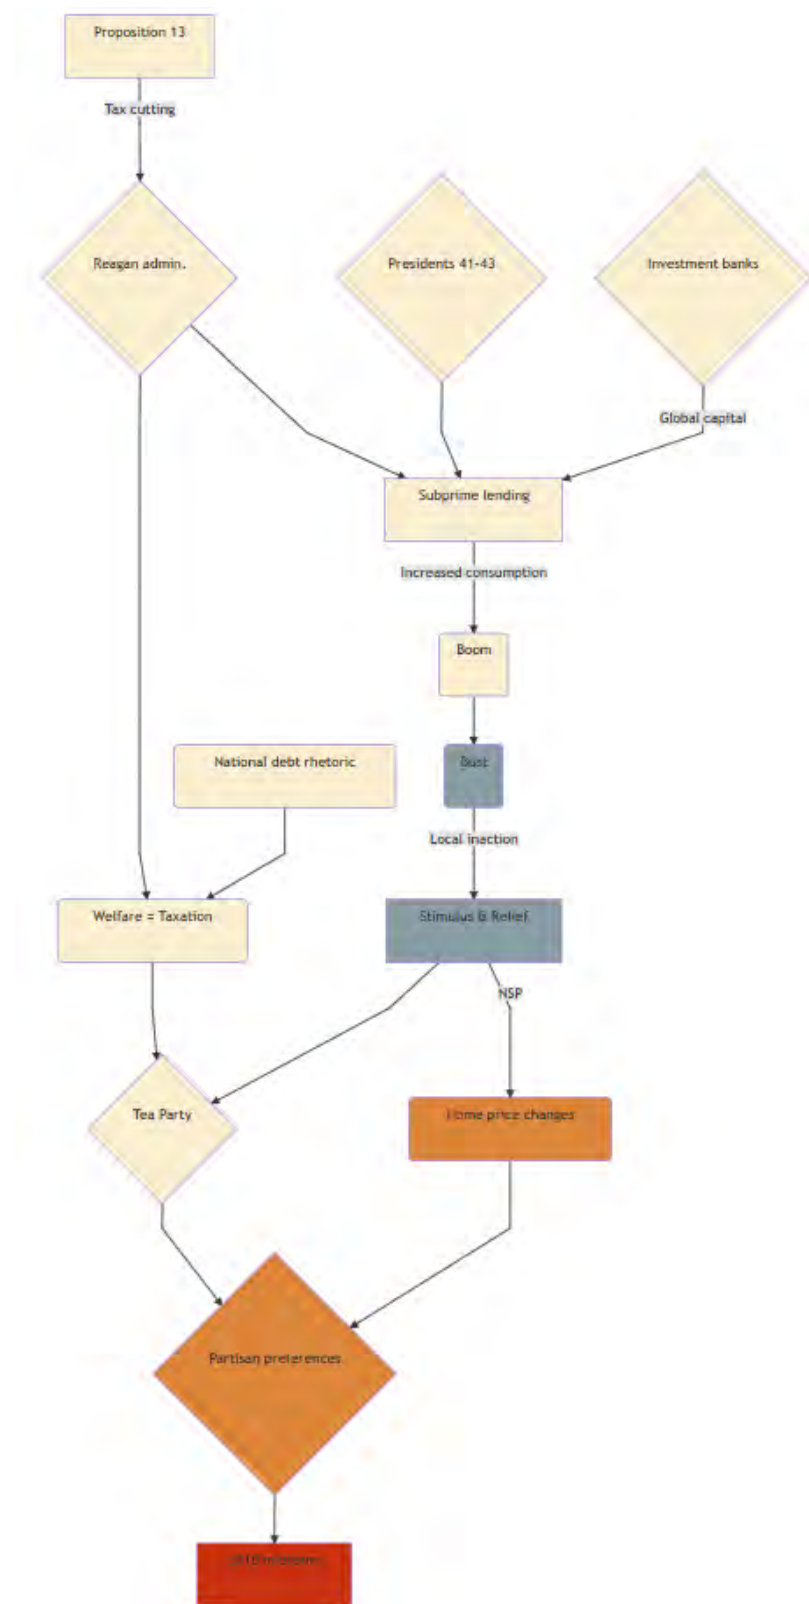 Proposition 13
Tax cutting
Reagan admin.
Presidents 41-43
Investment banks
Global capital
Subprime lending
Increased consumption
Boom
National debt rhetoric
Bust
Local inaction
Welfare = Taxation
Stimulus & Relief
NSP
Tea Party
Home price changes
Partisan preferences